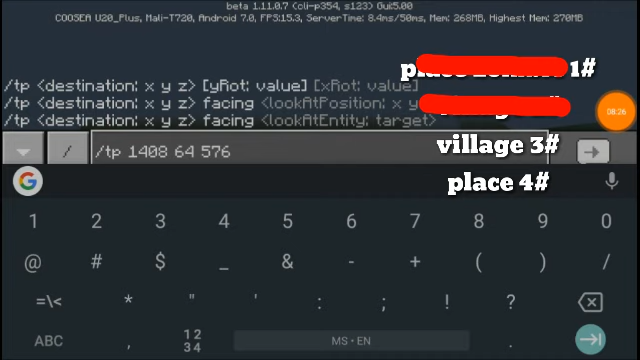 beta 1.11.0.7 (cli-p354, s123) Gui:5.00
COOSEA U20_Plus, Mali-T720, Android 7.0, FPS:15.3, ServerTime: 8.4ms/50ms, Mem: 268MB, Highest Mem: 270MB
1#
/tp <destination: x y z> [yRot: value] [xRot: value]
/tp <destination: x y z> facing <lookAtPosition: x y
/tp <destination: x y z> facing <lookAtEntity: target>
08:26
/ /tp 1408 64 576
village 3#
place 4#
G
1 2 3 4 5 6 7 8 9 0
@ # $ _ & - + ( ) /
=\< * " ' : ; ! ? 
ABC , 12 34 MS • EN .